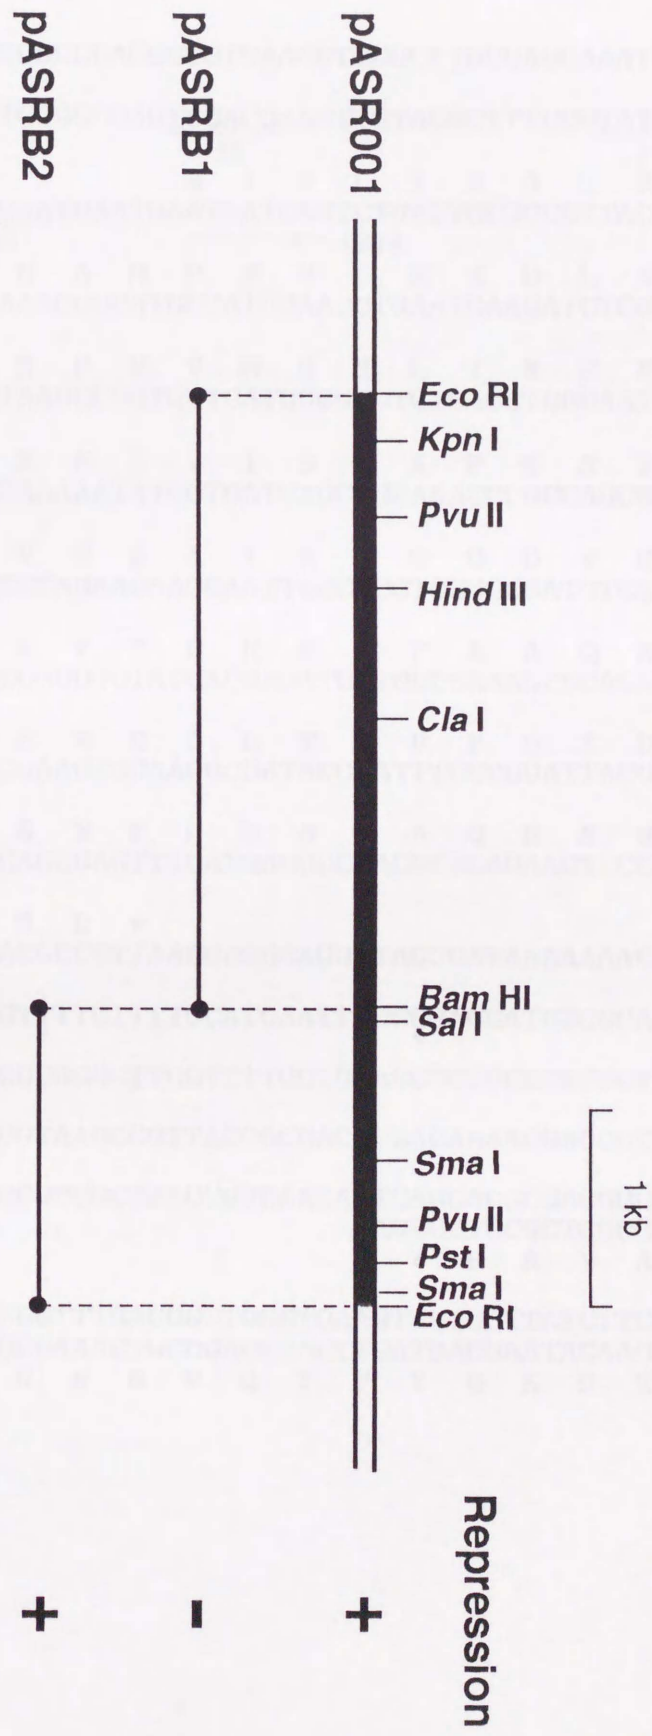 Repression
1 kb
Eco RI
Kpn I
Pvu II
Hind III
Cla I
Bam HI
Sal I
Sma I
Pvu II
Pst I
Sma I
Eco RI
pASR001 +
pASRB1 -
pASRB2 +